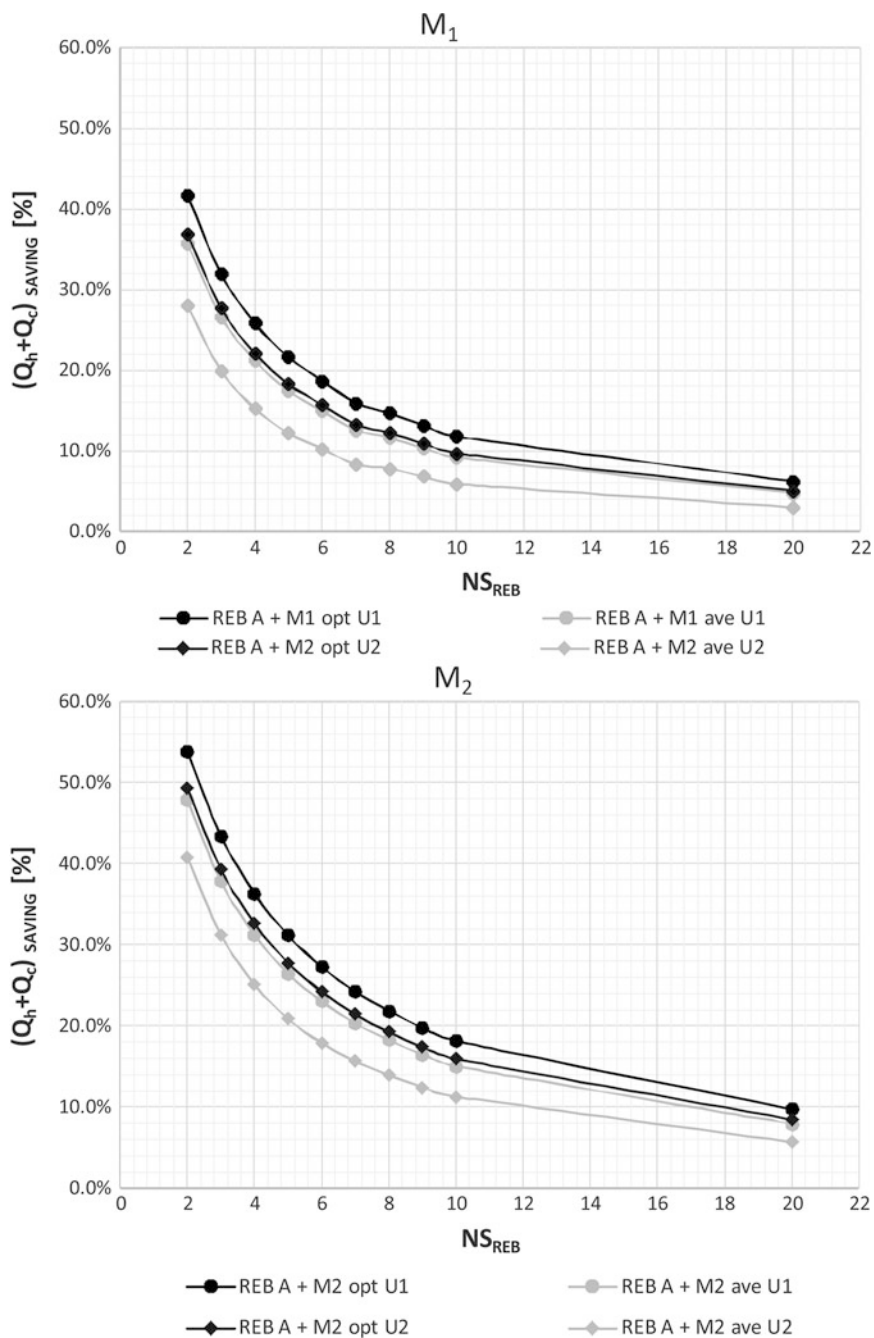 M1
60.0%
50.0%
40.0%
30.0%
20.0%
10.0%
0.0%
(Qh+Qc) SAVING [%]
0 2 4 6 8 10 12 14 16 18 20 22
NSREB
REB A + M1 opt U1 REB A + M1 ave U1
REB A + M2 opt U2 REB A + M2 ave U2
M2
60.0%
50.0%
40.0%
30.0%
20.0%
10.0%
0.0%
(Qh+Qc) SAVING [%]
0 2 4 6 8 10 12 14 16 18 20 22
NSREB
REB A + M2 opt U1 REB A + M2 ave U1
REB A + M2 opt U2 REB A + M2 ave U2